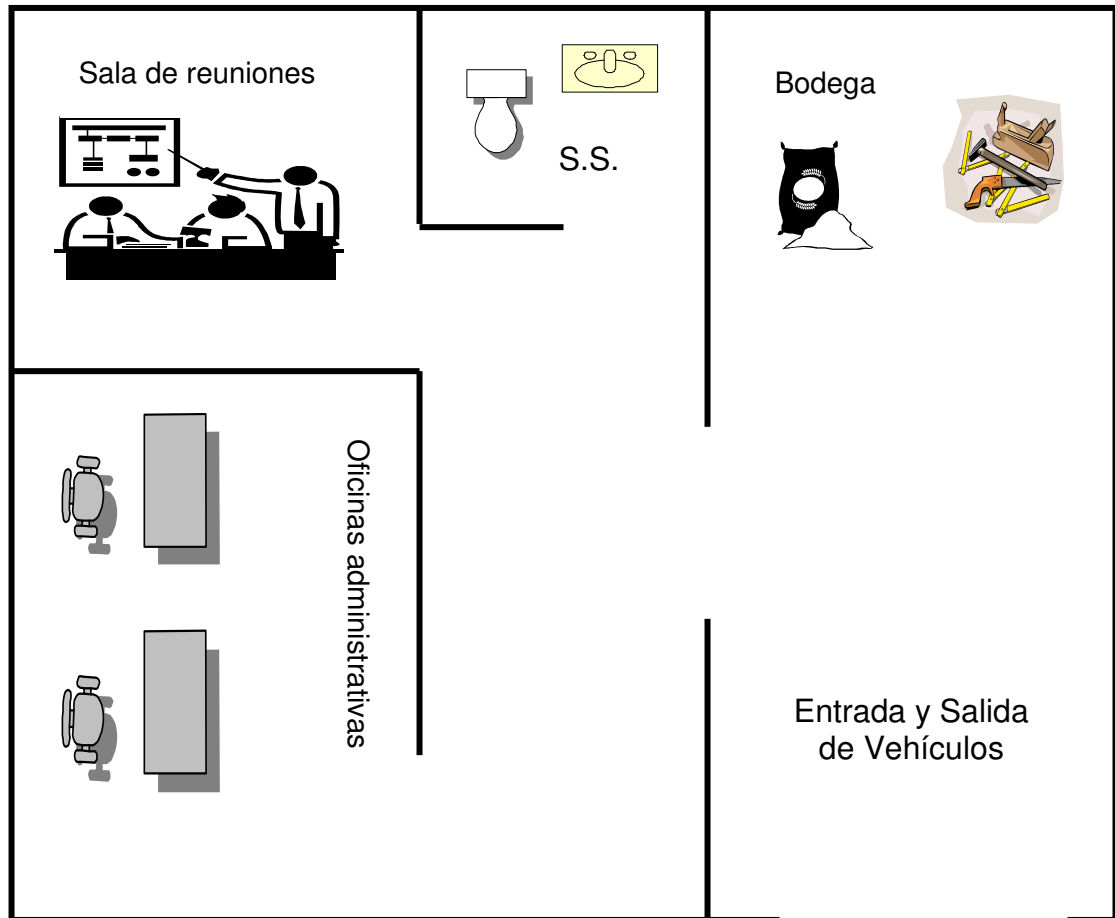 Sala de reuniones
S.S.
Bodega
Oficinas administrativas
Entrada y Salida
de Vehículos